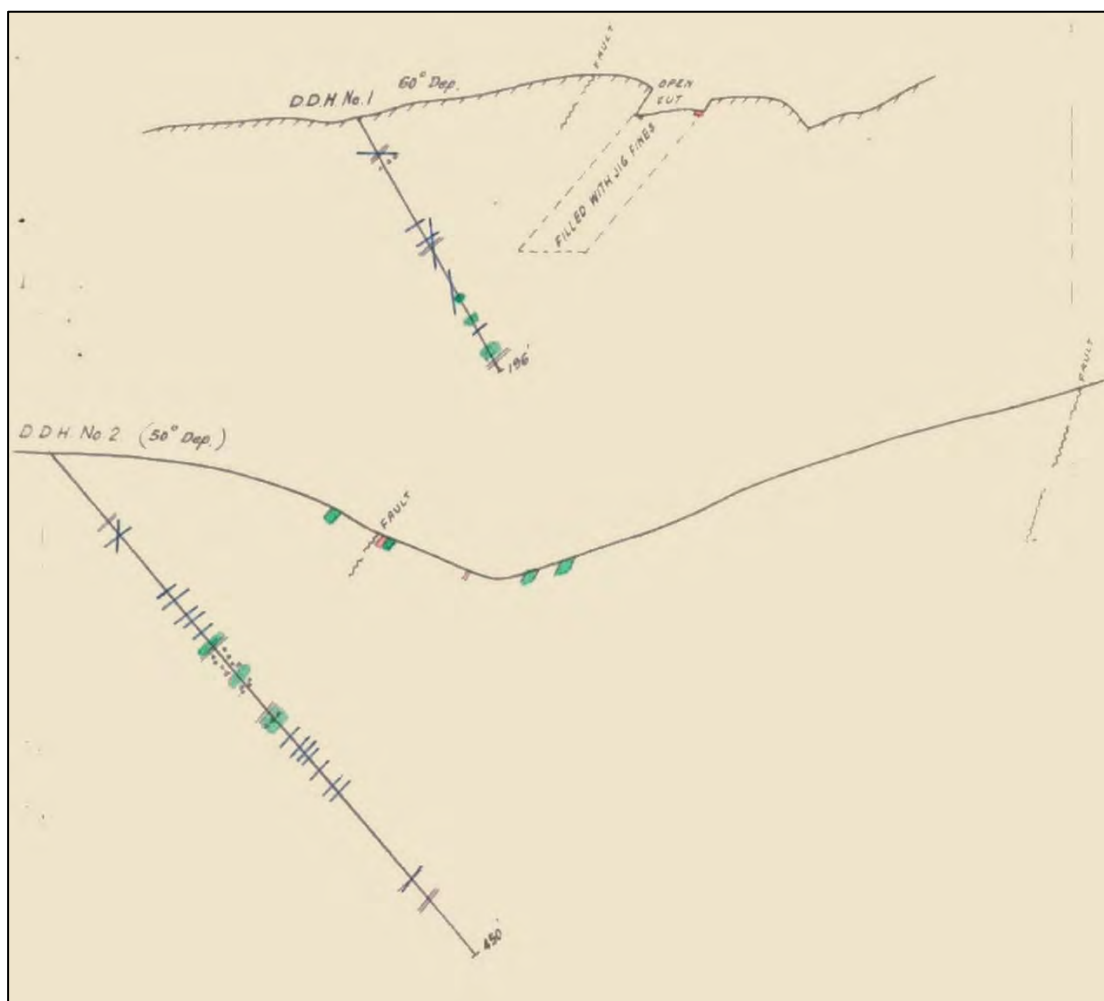 FAULT
60° Dep.
OPEN
CUT
D.D.H. No. 1
FILLED WITH JIG FINES
196'
FAULT
D.D.H. No. 2. (50° Dep.)
FAULT
450'